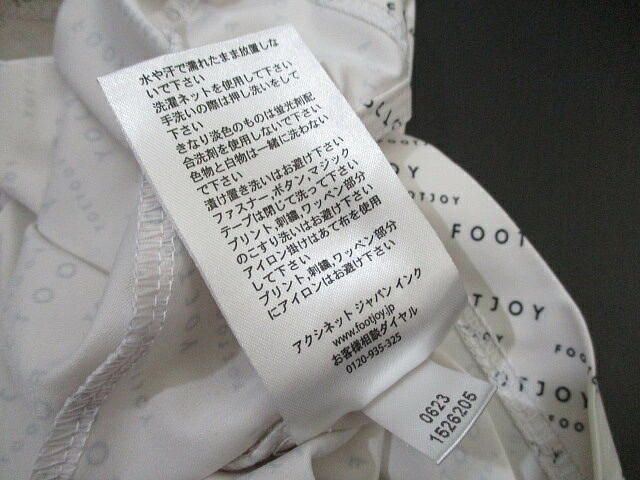 水や汗で濡れたまま放置しな
いで下さい
洗濯ネットを使用して下さい
手洗いの際は押し洗いをして
下さい
きなり淡色のものは蛍光剤配
合洗剤を使用しないで下さい
色物と白物は一緒に洗わない
で下さい
漬け置き洗いはお避け下さい
ファスナー,ボタン,マジック
テープは閉じて洗って下さい
プリント,刺繍,ワッペン部分
のこすり洗いはお避け下さい
アイロン掛けはあて布を使用
して下さい
プリント,刺繍,ワッペン部分
にアイロンはお避け下さい
アクシネット ジャパン インク
www.footjoy.jp
お客様相談ダイヤル
0120-935-325
0623
1526205
FOOTJOY
FOOT
FOOTJOY